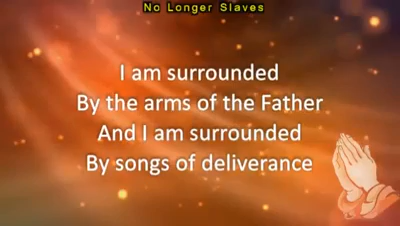 No Longer Slaves
I am surrounded
By the arms of the Father
And I am surrounded
By songs of deliverance